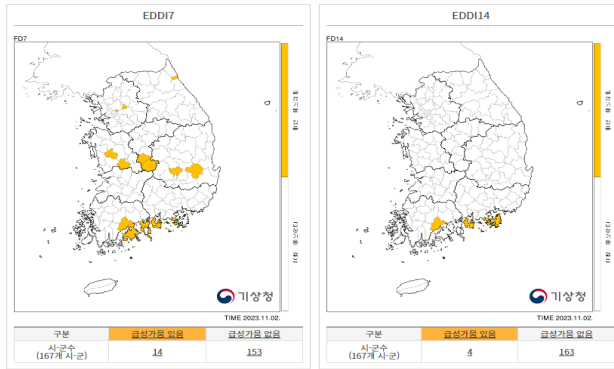 EDDI7
FD7
기상청
TIME 2023.11.02.
구분 급성가뭄 있음 급성가뭄 없음
시·군수 14 153
(167개 시·군)
EDDI14
FD14
기상청
TIME 2023.11.02.
구분 급성가뭄 있음 급성가뭄 없음
시·군수 4 163
(167개 시·군)